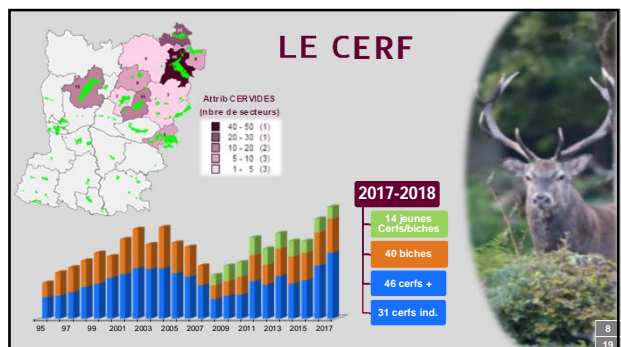 LE CERF
Attrib CERVIDES
(nbre de secteurs)
40 - 50 (1)
20 - 30 (1)
10 - 20 (2)
5 - 10 (3)
1 - 5 (3)
2017-2018
14 jeunes
Cerfs/biches
40 biches
46 cerfs +
31 cerfs ind.
95 97 99 2001 2003 2005 2007 2009 2011 2013 2015 2017
8
19